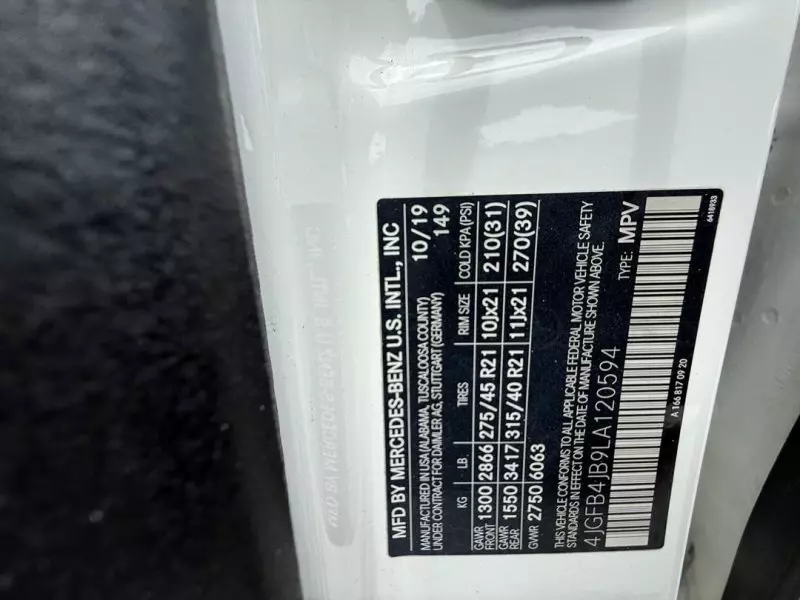 MFD BY MERCEDES-BENZ U.S. INTL., INC
MANUFACTURED IN USA (ALABAMA, TUSCALOOSA COUNTY) 10/19
UNDER CONTRACT FOR DAIMLER AG, STUTTGART (GERMANY) 149
KG LB TIRES RIM SIZE COLD KPA (PSI)
GAWR FRONT 1300 2866 275/45 R21 10Jx21 210(31)
GAWR REAR 1550 3417 315/40 R21 11Jx21 270(39)
GVWR 2750 6063
THIS VEHICLE CONFORMS TO ALL APPLICABLE FEDERAL MOTOR VEHICLE SAFETY
STANDARDS IN EFFECT ON THE DATE OF MANUFACTURE SHOWN ABOVE.
4JGFB4JB9LA120594 TYPE: MPV
A 166 817 09 20
6418933